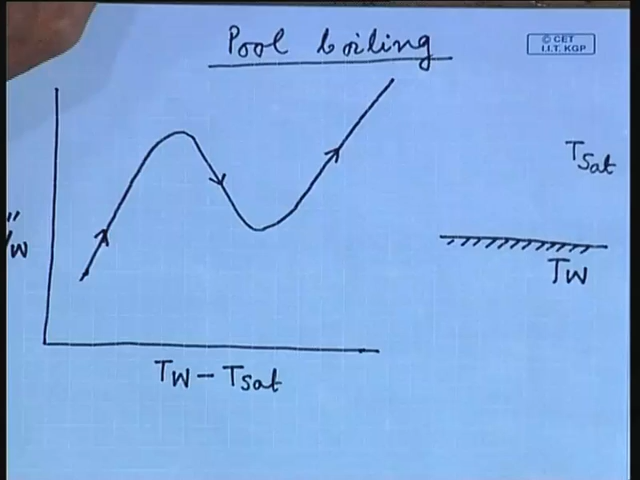 Pool boiling
© CET
I.I.T. KGP
TSat
TW
TW - TSat